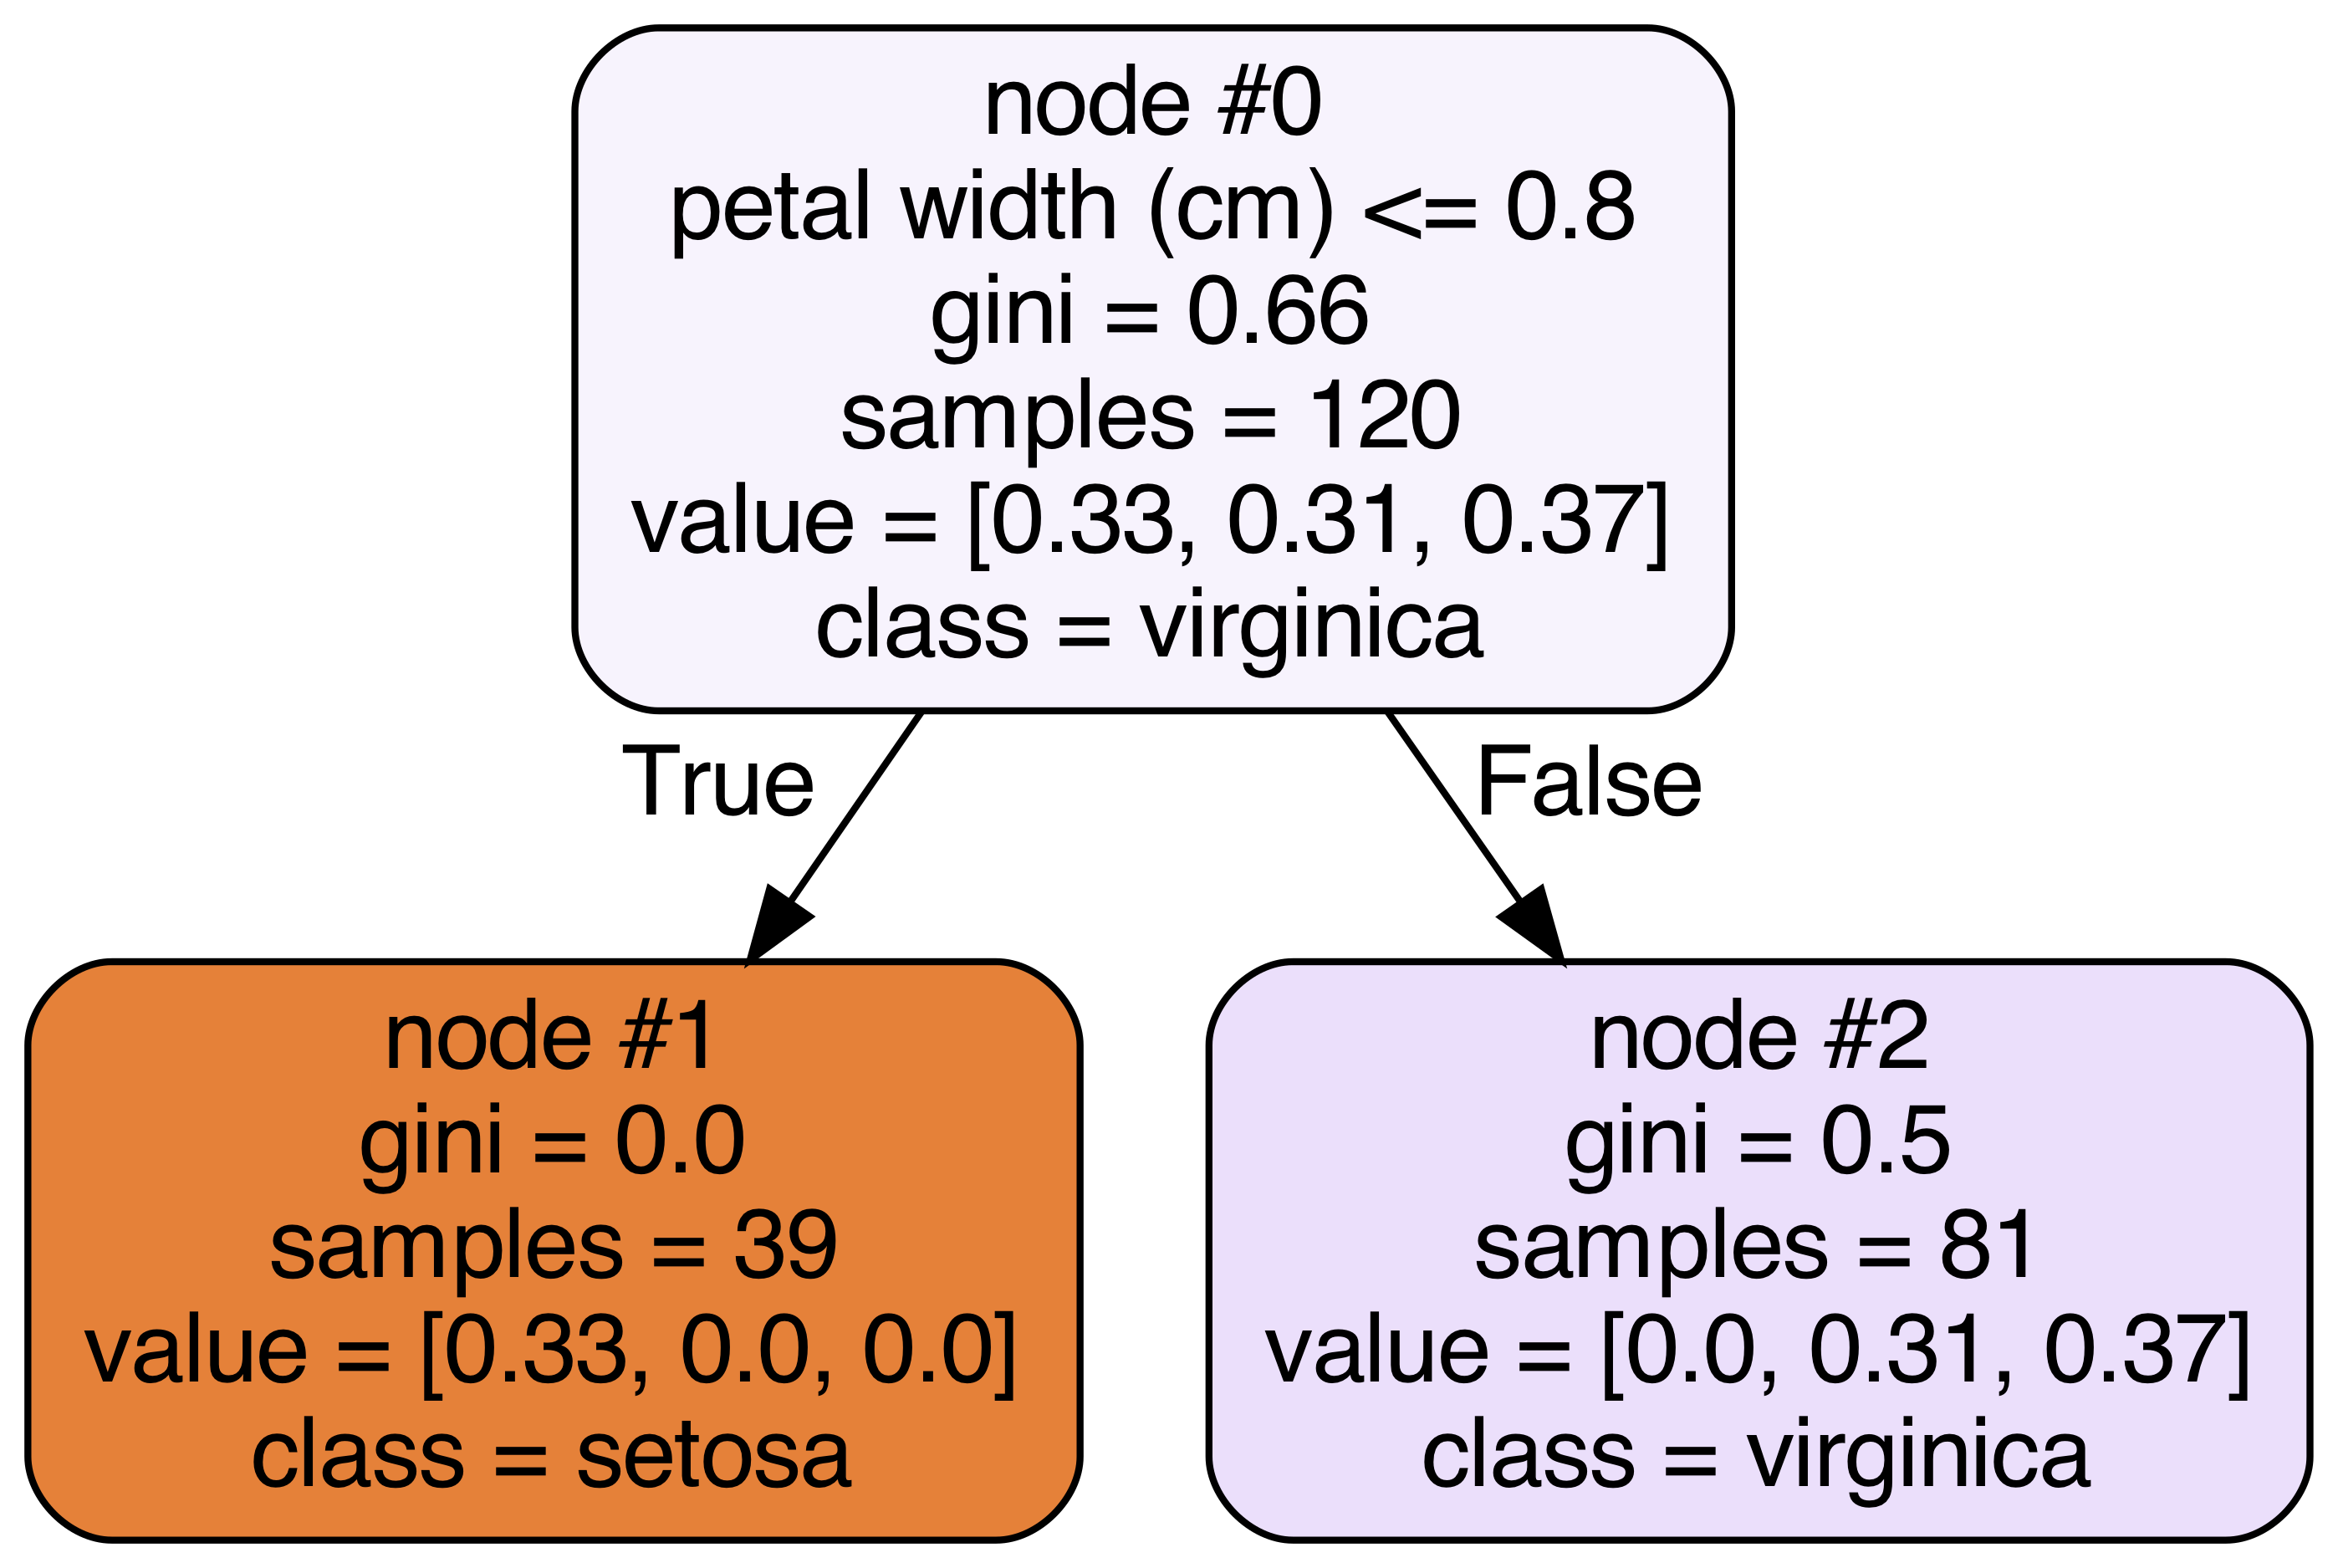 node #0
petal width (cm) <= 0.8
gini = 0.66
samples = 120
value = [0.33, 0.31, 0.37]
class = virginica
True
False
node #1
gini = 0.0
samples = 39
value = [0.33, 0.0, 0.0]
class = setosa
node #2
gini = 0.5
samples = 81
value = [0.0, 0.31, 0.37]
class = virginica